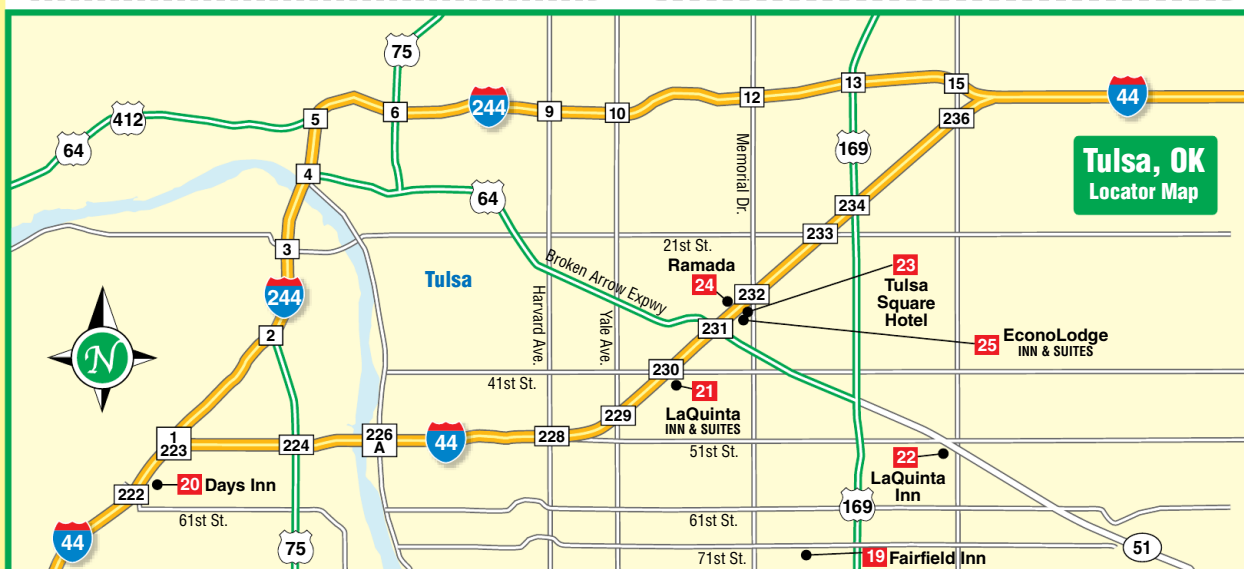 75
412
64
5
6
244
9
10
12
13
15
44
236
Memorial Dr.
169
Tulsa, OK
Locator Map
4
64
234
3
233
21st St.
Ramada
24
23
Tulsa
Square
Hotel
Tulsa
Broken Arrow Expwy
232
244
Harvard Ave.
Yale Ave.
231
25
EconoLodge
INN & SUITES
2
N
230
41st St.
21
LaQuinta
INN & SUITES
229
1
223
224
226
A
44
228
51st St.
22
LaQuinta
Inn
222
20 Days Inn
61st St.
61st St.
169
44
75
71st St.
19 Fairfield Inn
51